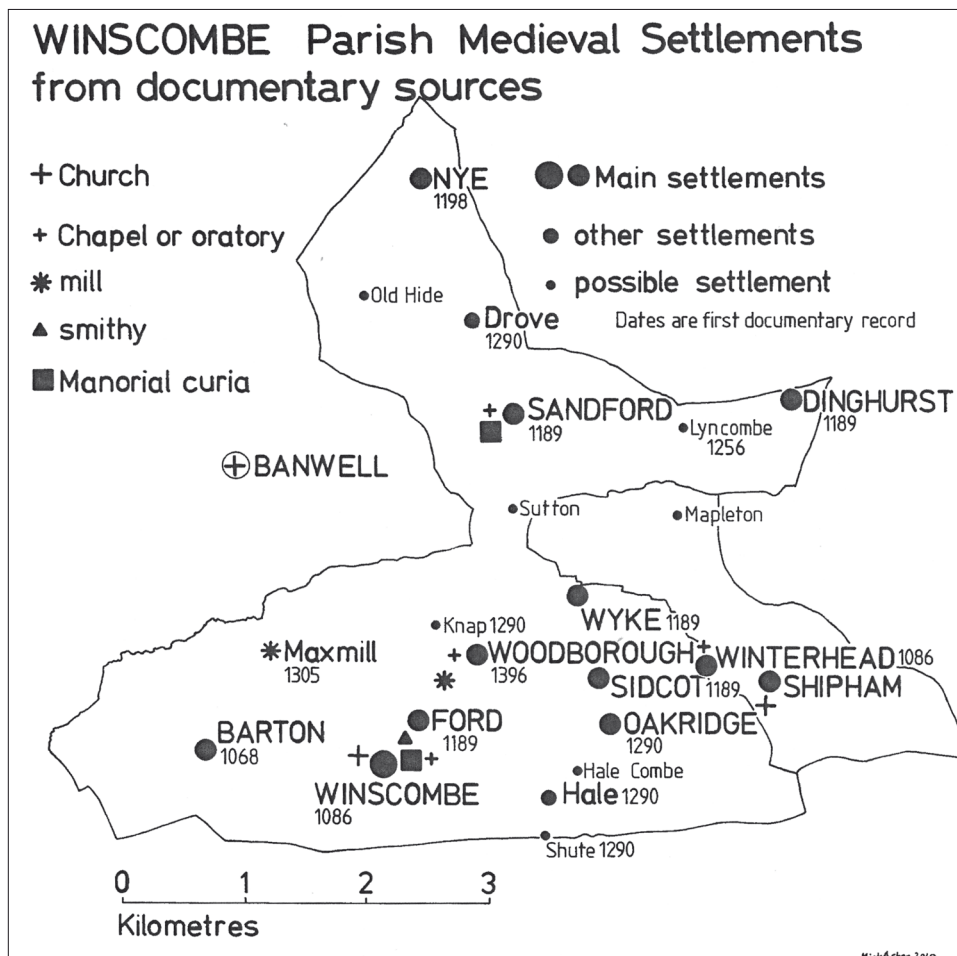 WINSCOMBE Parish Medieval Settlements
from documentary sources
Church
Chapel or oratory
mill
smithy
Manorial curia
Main settlements
other settlements
possible settlement
Dates are first documentary record
NYE
1198
Old Hide
Drove
1290
SANDFORD
1189
DINGHURST
1189
Lyncombe
1256
BANWELL
Sutton
Mapleton
WYKE 1189
Knap 1290
Maxmill
1305
WOODBOROUGH
1396
WINTERHEAD 1086
SIDCOT 1189
SHIPHAM
FORD
1189
OAKRIDGE
1290
BARTON
1068
WINSCOMBE
1086
Hale Combe
Hale 1290
Shute 1290
0 1 2 3
Kilometres